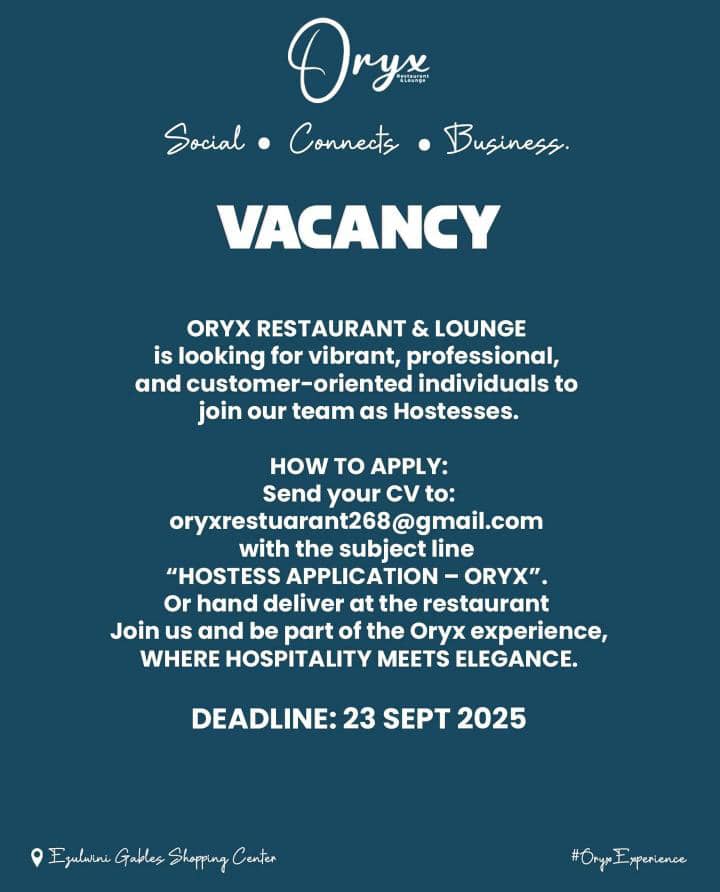 Oryx
Restaurant
& Lounge
Social • Connects • Business.
VACANCY
ORYX RESTAURANT & LOUNGE
is looking for vibrant, professional,
and customer-oriented individuals to
join our team as Hostesses.
HOW TO APPLY:
Send your CV to:
oryxrestuarant268@gmail.com
with the subject line
“HOSTESS APPLICATION – ORYX”.
Or hand deliver at the restaurant
Join us and be part of the Oryx experience,
WHERE HOSPITALITY MEETS ELEGANCE.
DEADLINE: 23 SEPT 2025
Ezulwini Gables Shopping Center
#OryxExperience